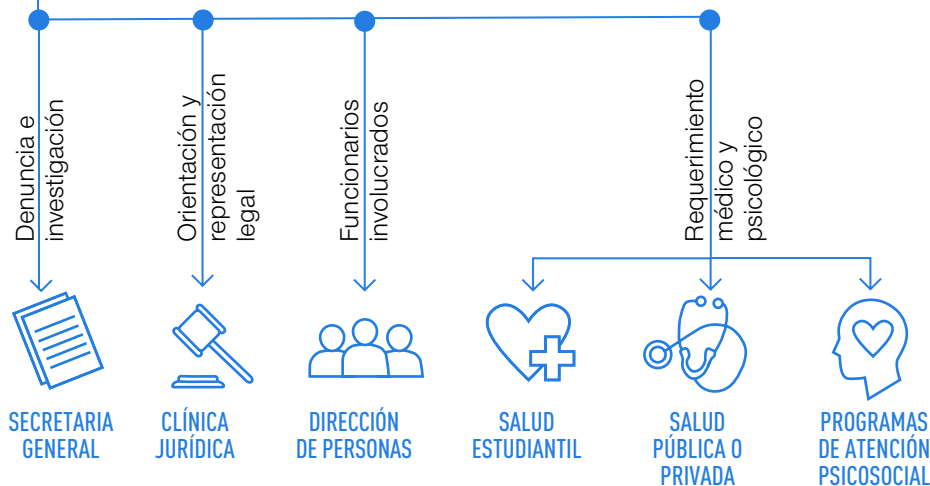 Denuncia e
investigación
Orientación y
representación
legal
Funcionarios
involucrados
Requerimiento
médico y
psicológico
SECRETARIA
GENERAL
CLÍNICA
JURÍDICA
DIRECCIÓN
DE PERSONAS
SALUD
ESTUDIANTIL
SALUD
PÚBLICA O
PRIVADA
PROGRAMAS
DE ATENCIÓN
PSICOSOCIAL